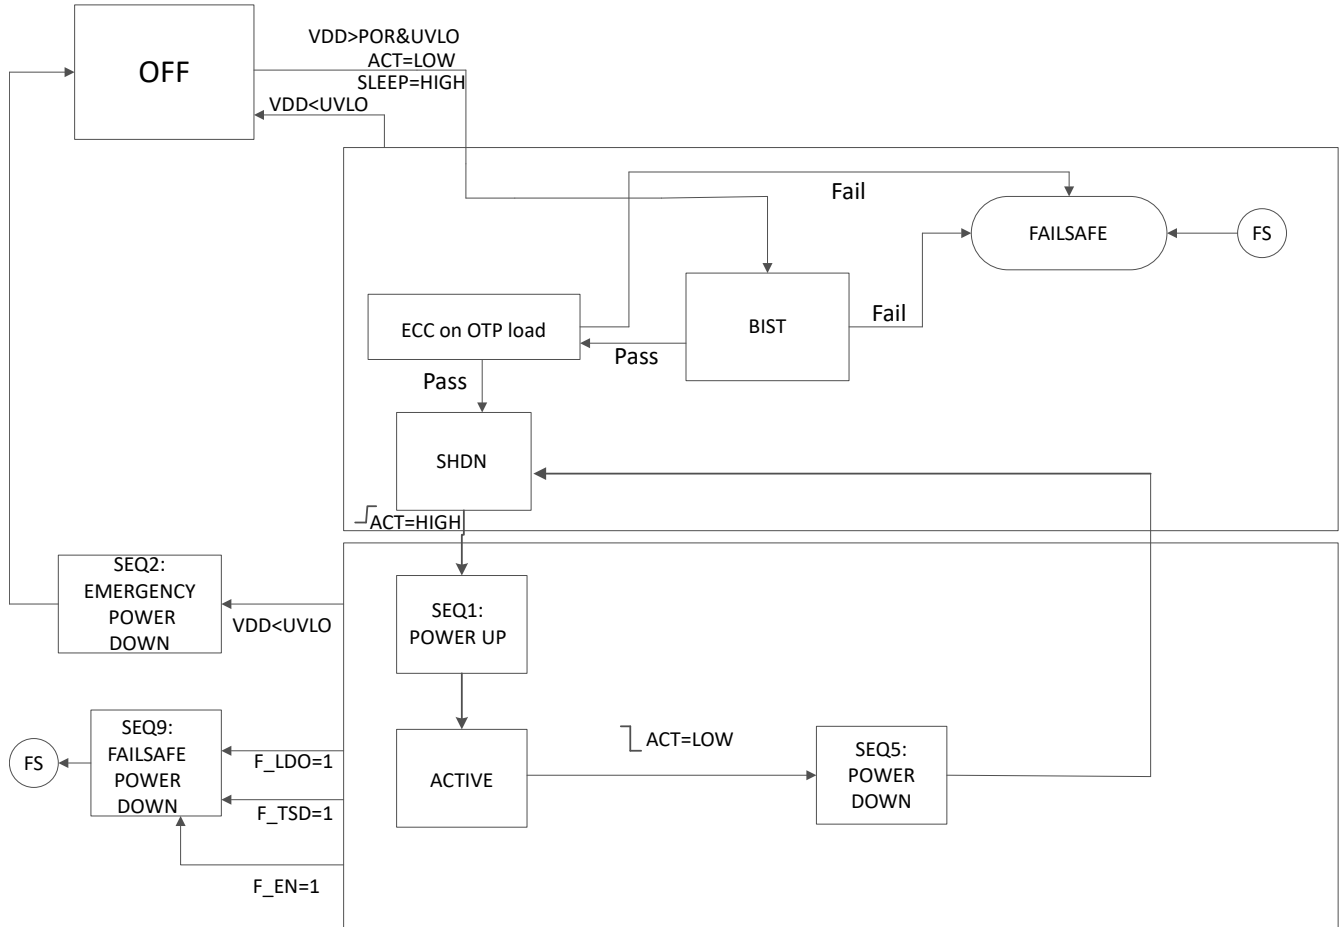 OFF
VDD>POR&UVLO
ACT=LOW
SLEEP=HIGH
VDD<UVLO
Fail
FAILSAFE
FS
BIST
Fail
ECC on OTP load
Pass
Pass
SHDN
ACT=HIGH
SEQ2:
EMERGENCY
POWER
DOWN
VDD<UVLO
SEQ1:
POWER UP
SEQ9:
FAILSAFE
POWER
DOWN
FS
F_LDO=1
F_TSD=1
F_EN=1
ACTIVE
ACT=LOW
SEQ5:
POWER
DOWN